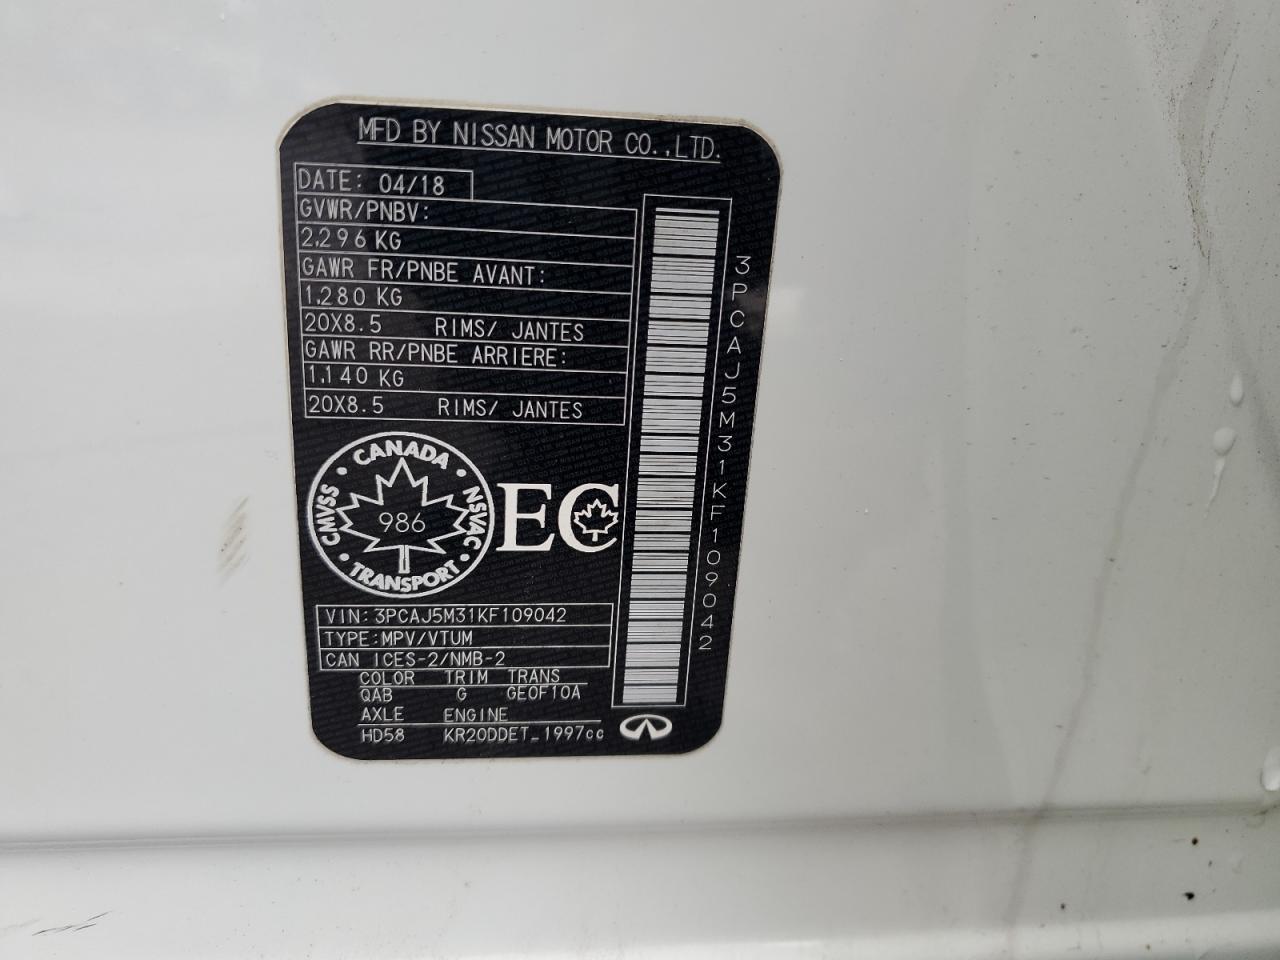 MFD BY NISSAN MOTOR CO.,LTD.
DATE: 04/18
GVWR/PNBV:
2,296 KG
GAWR FR/PNBE AVANT:
1,280 KG
20X8.5 RIMS/ JANTES
GAWR RR/PNBE ARRIERE:
1,140 KG
20X8.5 RIMS/ JANTES
3PCAJ5M31KF109042
CANADA
CMVSS
NSVAC
986
TRANSPORT
EC
VIN: 3PCAJ5M31KF109042
TYPE:MPV/VTUM
CAN ICES-2/NMB-2
COLOR TRIM TRANS
QAB G GE0F10A
AXLE ENGINE
HD58 KR20DDET_1997cc